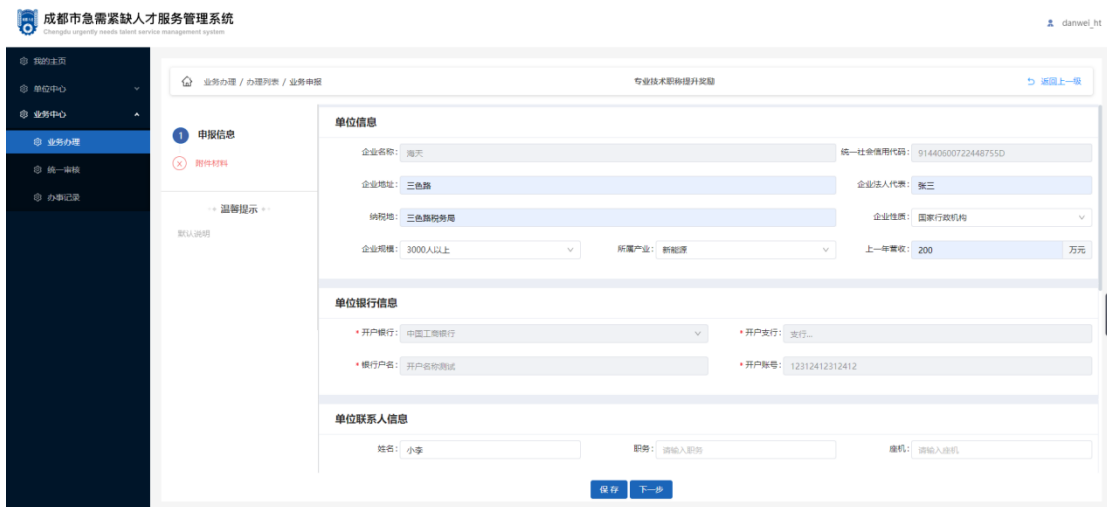 成都市急需紧缺人才服务管理系统
Chengdu urgently needs talent service management system
danwei_ht
我的主页
单位中心
业务中心
业务办理
统一审核
办事记录
业务办理 / 办理列表 / 业务申报
专业技术职称提升奖励
返回上一级
1 申报信息
附件材料
温馨提示
默认说明
单位信息
企业名称: 海天 统一社会信用代码: 91440600722448755D
企业地址: 三色路 企业法人代表: 张三
纳税地: 三色路税务局 企业性质: 国家行政机构
企业规模: 3000人以上 所属产业: 新能源 上一年营收: 200 万元
单位银行信息
* 开户银行: 中国工商银行 * 开户支行: 支行...
* 银行户名: 开户名称测试 * 开户账号: 12312412312412
单位联系人信息
姓名: 小李 职务: 请输入职务 座机: 请输入座机
保存 下一步